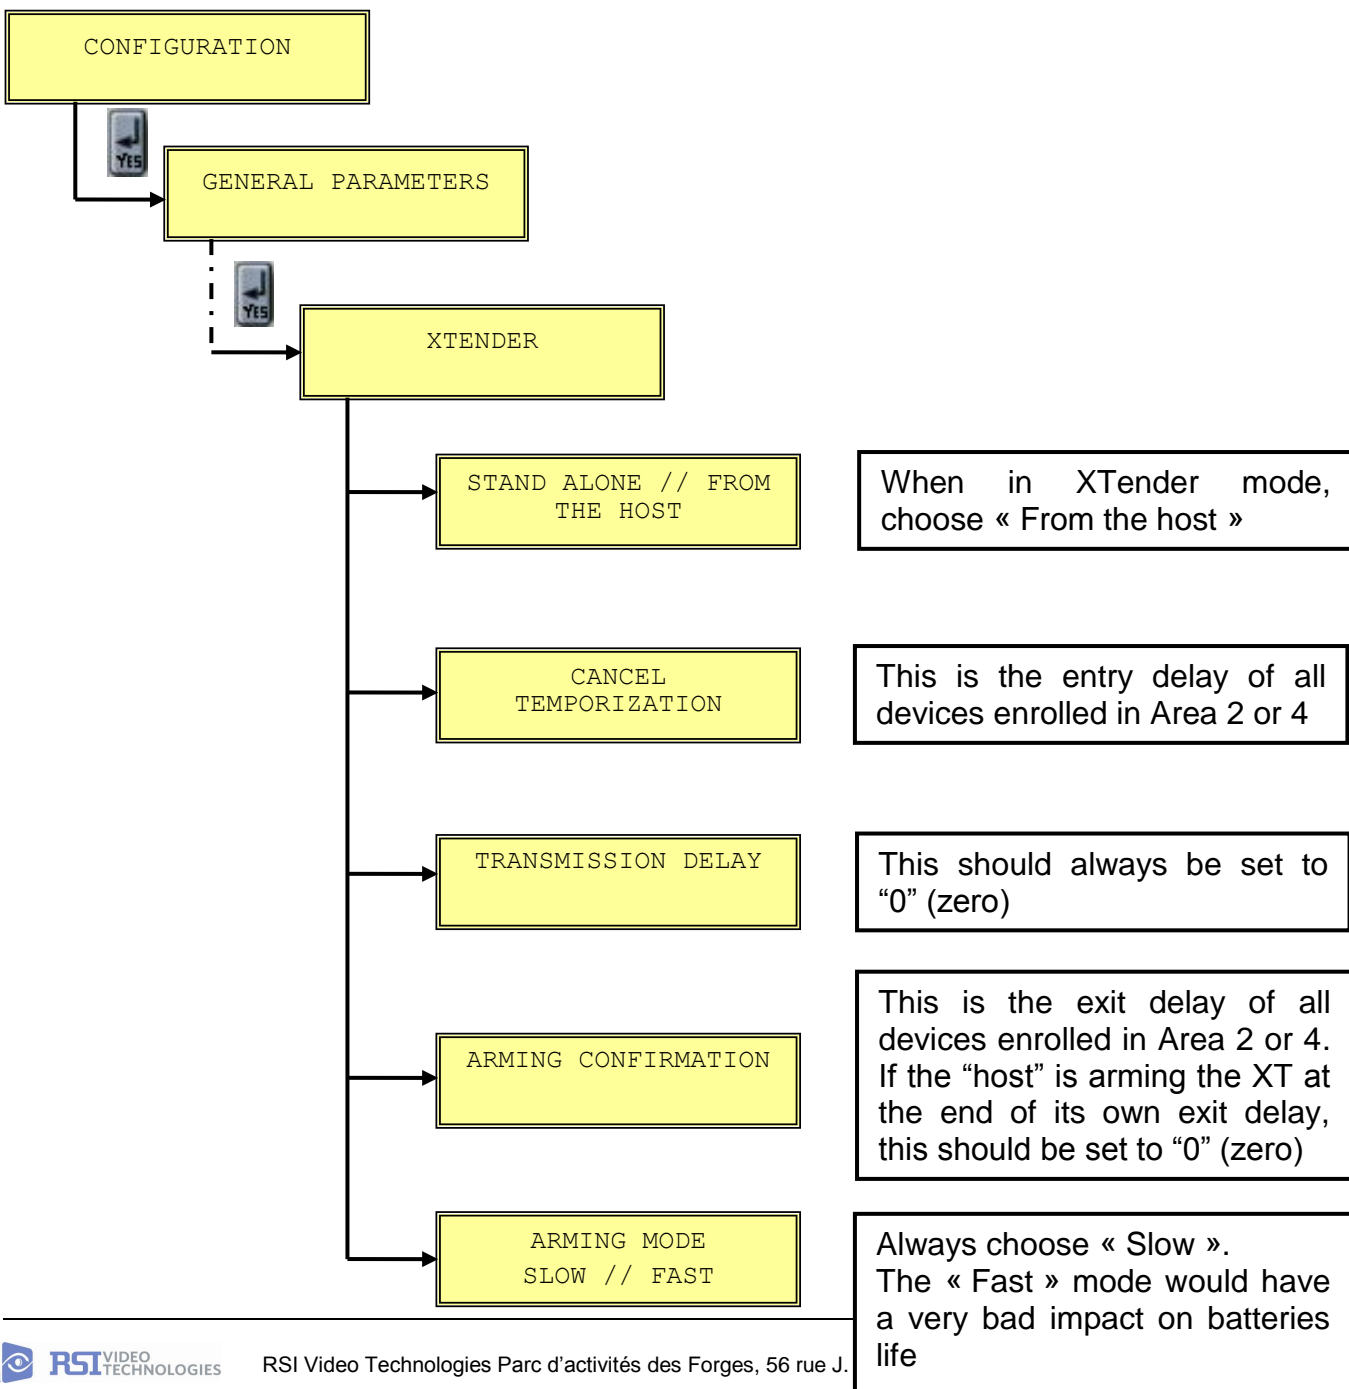 CONFIGURATION
YES
GENERAL PARAMETERS
YES
XTENDER
STAND ALONE // FROM
THE HOST
When in XTender mode,
choose « From the host »
CANCEL
TEMPORIZATION
This is the entry delay of all
devices enrolled in Area 2 or 4
TRANSMISSION DELAY
This should always be set to
“0” (zero)
ARMING CONFIRMATION
This is the exit delay of all
devices enrolled in Area 2 or 4.
If the “host” is arming the XT at
the end of its own exit delay,
this should be set to “0” (zero)
ARMING MODE
SLOW // FAST
Always choose « Slow ».
The « Fast » mode would have
a very bad impact on batteries
life
RSI VIDEO
TECHNOLOGIES
RSI Video Technologies Parc d’activités des Forges, 56 rue J.